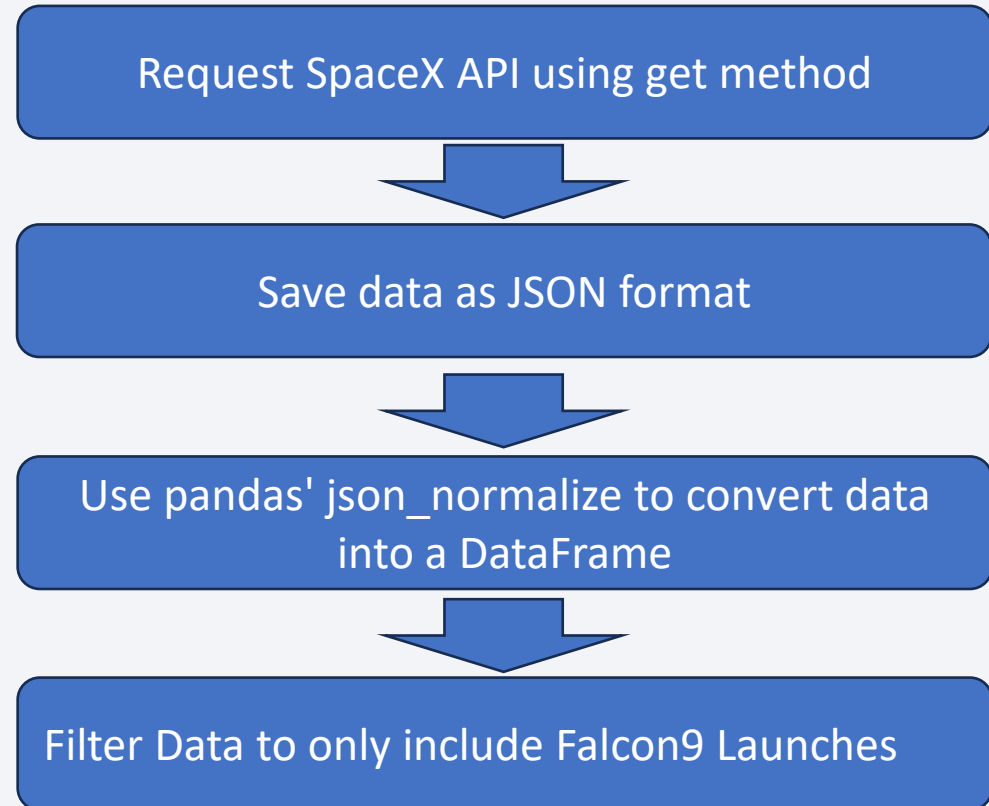 Request SpaceX API using get method
Save data as JSON format
Use pandas' json_normalize to convert data
into a DataFrame
Filter Data to only include Falcon9 Launches